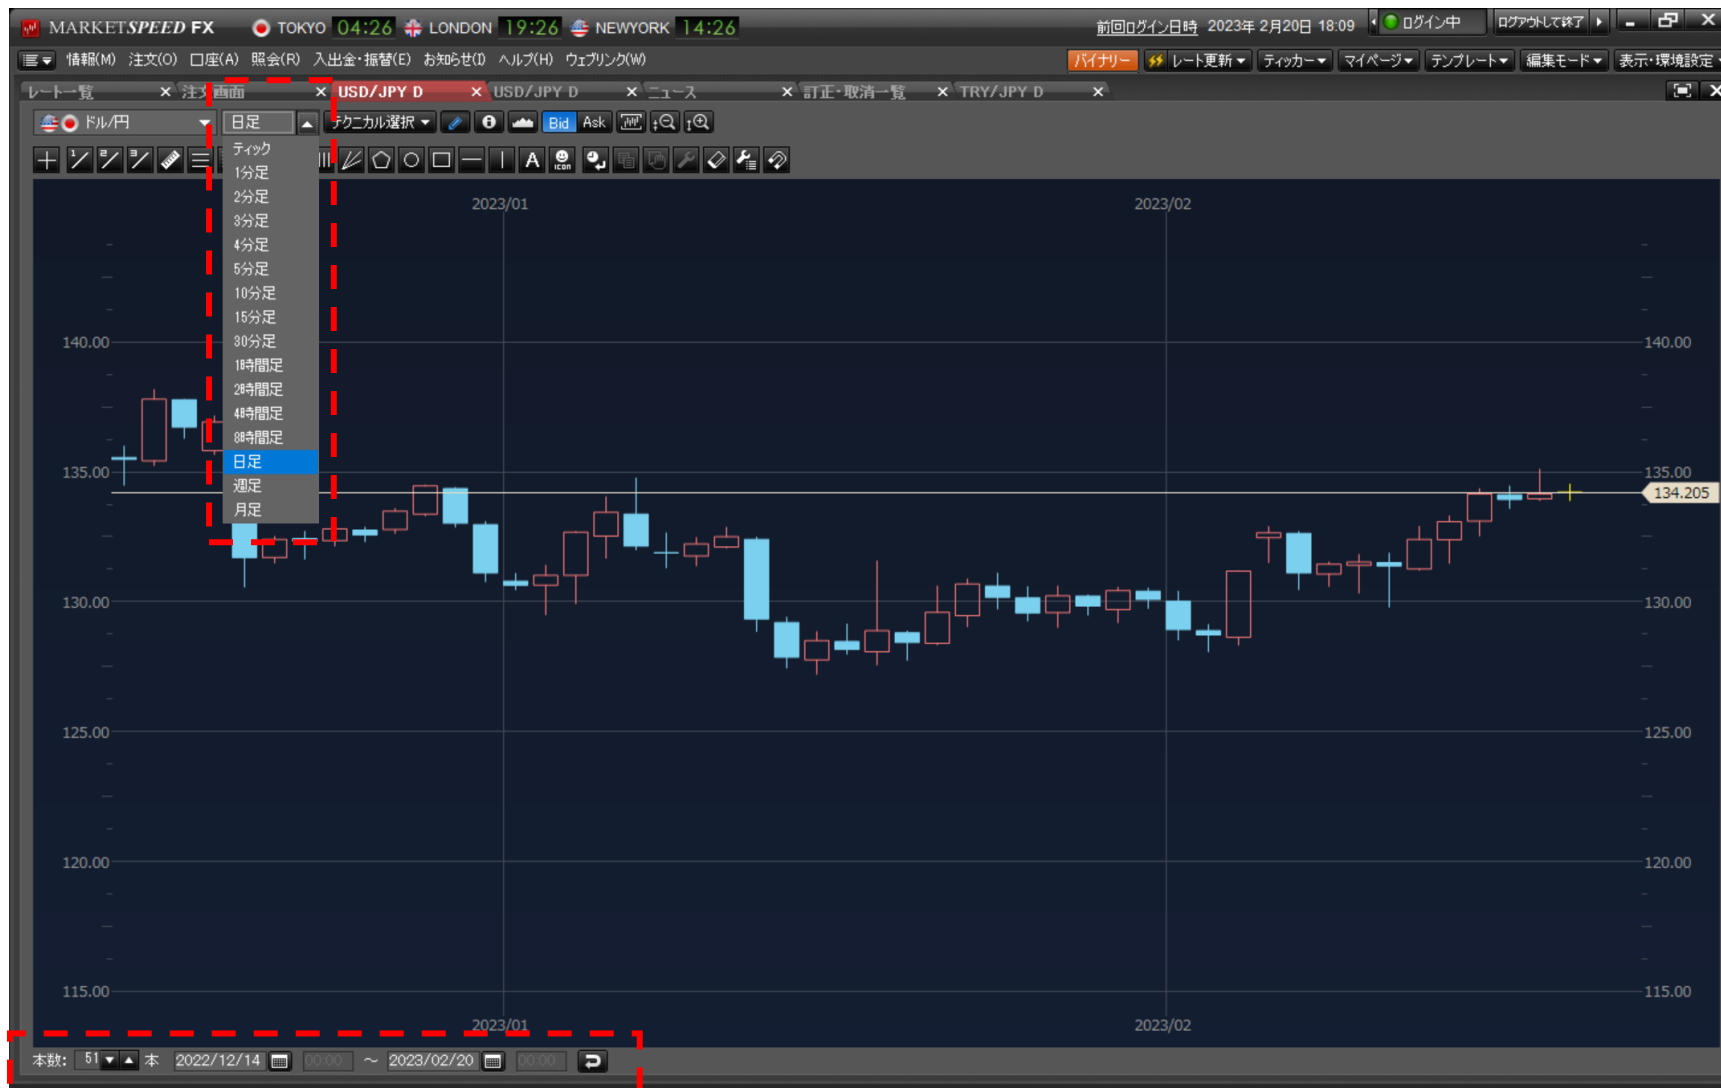 MARKETSPEED FX TOKYO 04:26 LONDON 19:26 NEWYORK 14:26 前回ログイン日時 2023年 2月20日 18:09 ログイン中 ログアウトして終了
情報(M) 注文(O) 口座(A) 照会(R) 入出金・振替(E) お知らせ(I) ヘルプ(H) ウェブリンク(W) バイナリー レート更新 ティッカー マイページ テンプレート 編集モード 表示・環境設定
レート一覧 注文画面 USD/JPY D USD/JPY D ニュース 訂正・取消一覧 TRY/JPY D
ドル/円 日足 テクニカル選択 Bid Ask
A icon
ティック
1分足
2分足
3分足
4分足
5分足
10分足
15分足
30分足
1時間足
2時間足
4時間足
8時間足
日足
週足
月足
2023/01 2023/02
140.00 140.00
135.00 135.00
134.205
130.00 130.00
125.00 125.00
120.00 120.00
115.00 115.00
2023/01 2023/02
本数: 51 本 2022/12/14 00:00 ～ 2023/02/20 00:00